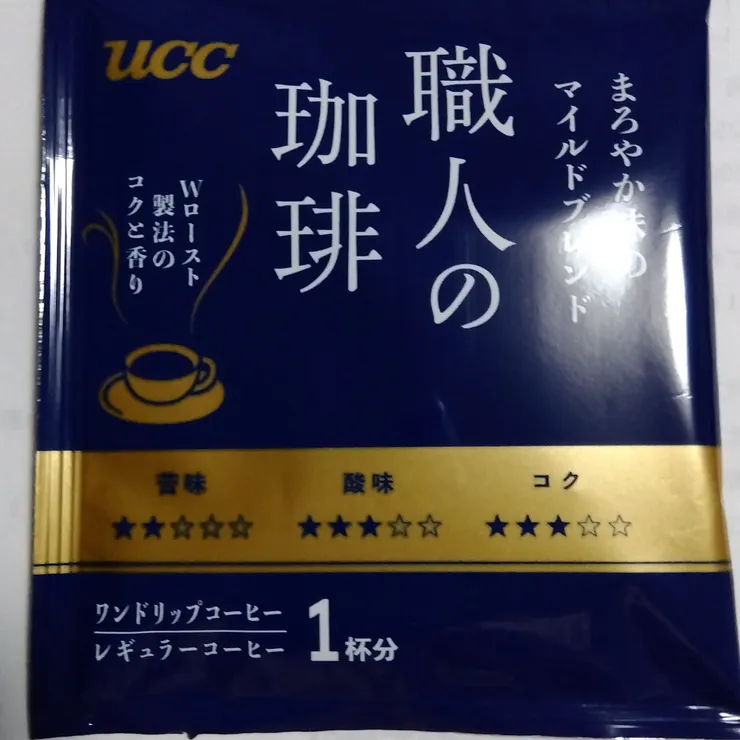 UCC
まろやか味の
マイルドブレンド
職人の
珈琲
Wロースト
製法の
コクと香り
苦味 酸味 コク
★★☆☆☆ ★★★☆☆ ★★★☆☆
ワンドリップコーヒー
レギュラーコーヒー
1杯分